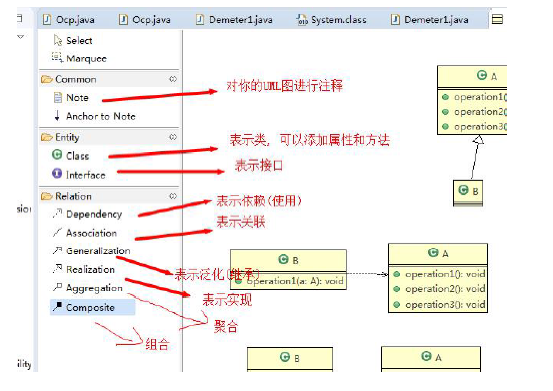 Ocp.java
Ocp.java
Demeter1.java
System.class
Demeter1.java
Select
Marquee
Common
Note
对你的UML图进行注释
Anchor to Note
Entity
Class
表示类，可以添加属性和方法
Interface
表示接口
Relation
Dependency
表示依赖(使用)
Association
表示关联
Generalization
表示泛化(继承)
Realization
表示实现
Aggregation
聚合
Composite
组合
A
operation1()
operation2()
operation3()
B
B
operation1(a: A): void
A
operation1(): void
operation2(): void
operation3(): void
B
A
sion
ility